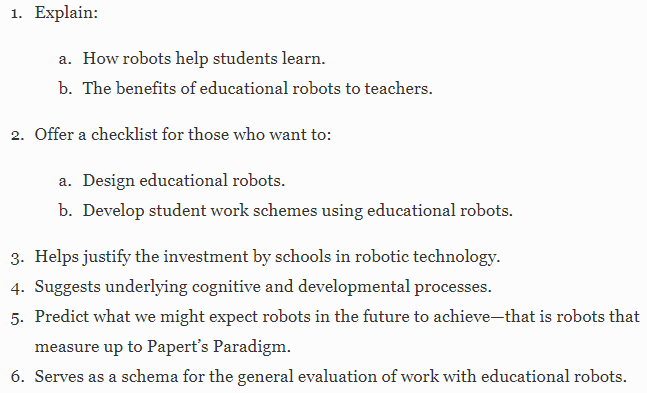 1. Explain:
a. How robots help students learn.
b. The benefits of educational robots to teachers.
2. Offer a checklist for those who want to:
a. Design educational robots.
b. Develop student work schemes using educational robots.
3. Helps justify the investment by schools in robotic technology.
4. Suggests underlying cognitive and developmental processes.
5. Predict what we might expect robots in the future to achieve—that is robots that
measure up to Papert’s Paradigm.
6. Serves as a schema for the general evaluation of work with educational robots.